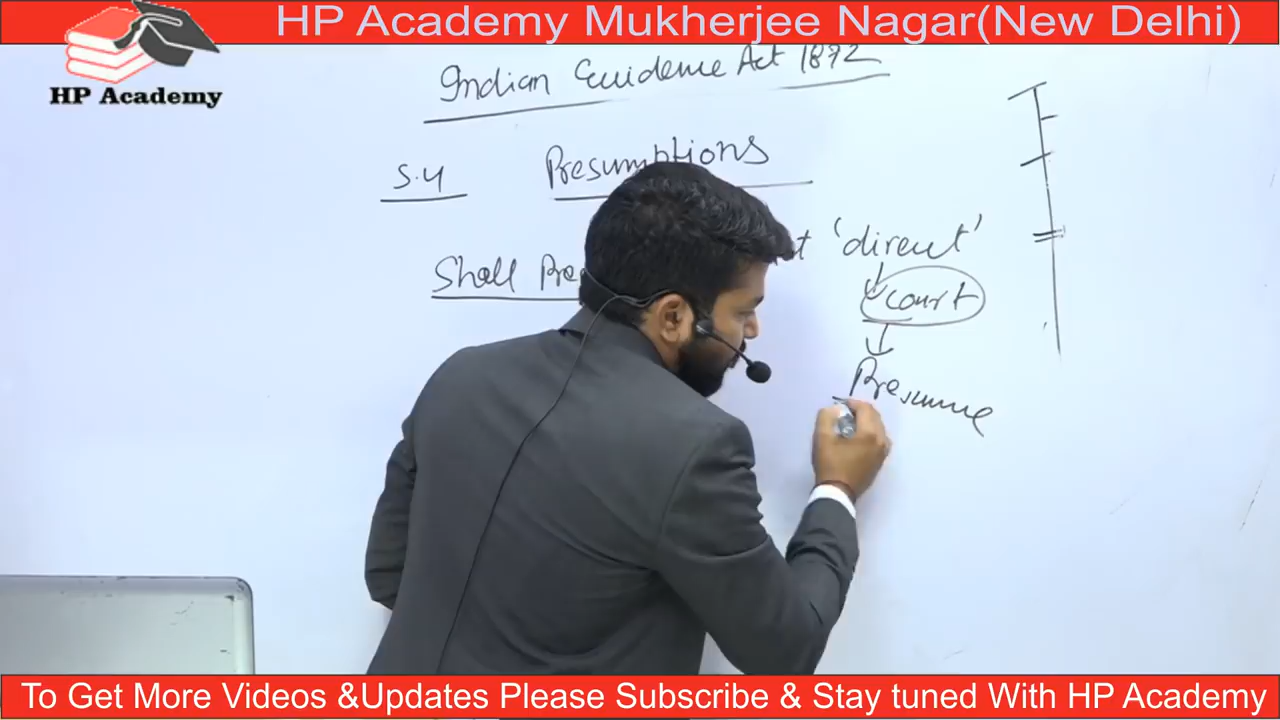 HP Academy Mukherjee Nagar(New Delhi)
HP Academy
Indian Evidence Act 1872
S.4 Presumptions
Shall Pre
'direct'
court
Presume
To Get More Videos &Updates Please Subscribe & Stay tuned With HP Academy